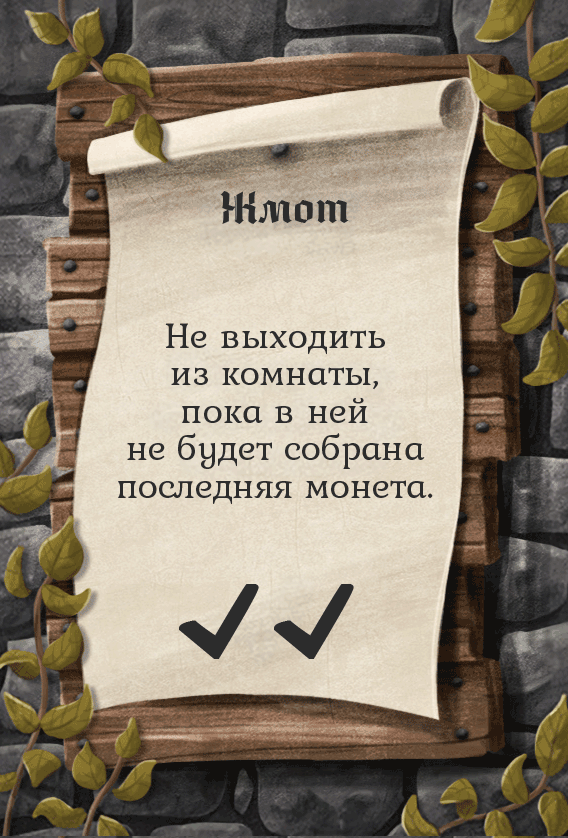 Жмот
Не выходить
из комнаты,
пока в ней
не будет собрана
последняя монета.